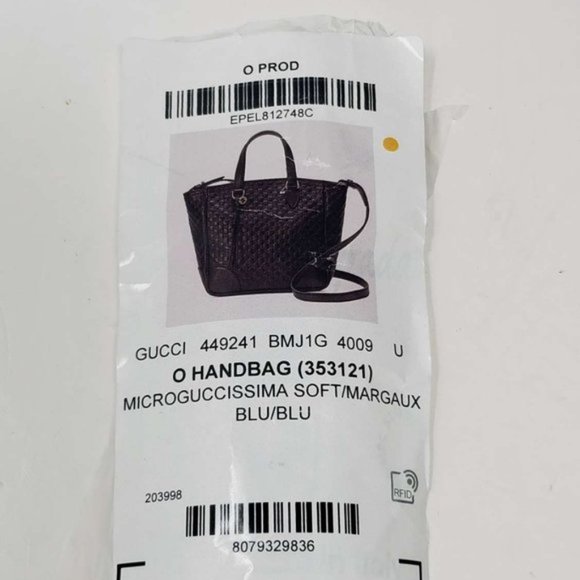 O PROD
EPEL812748C
GUCCI 449241 BMJ1G 4009 U
O HANDBAG (353121)
MICROGUCCISSIMA SOFT/MARGAUX
BLU/BLU
RFID
203998
8079329836